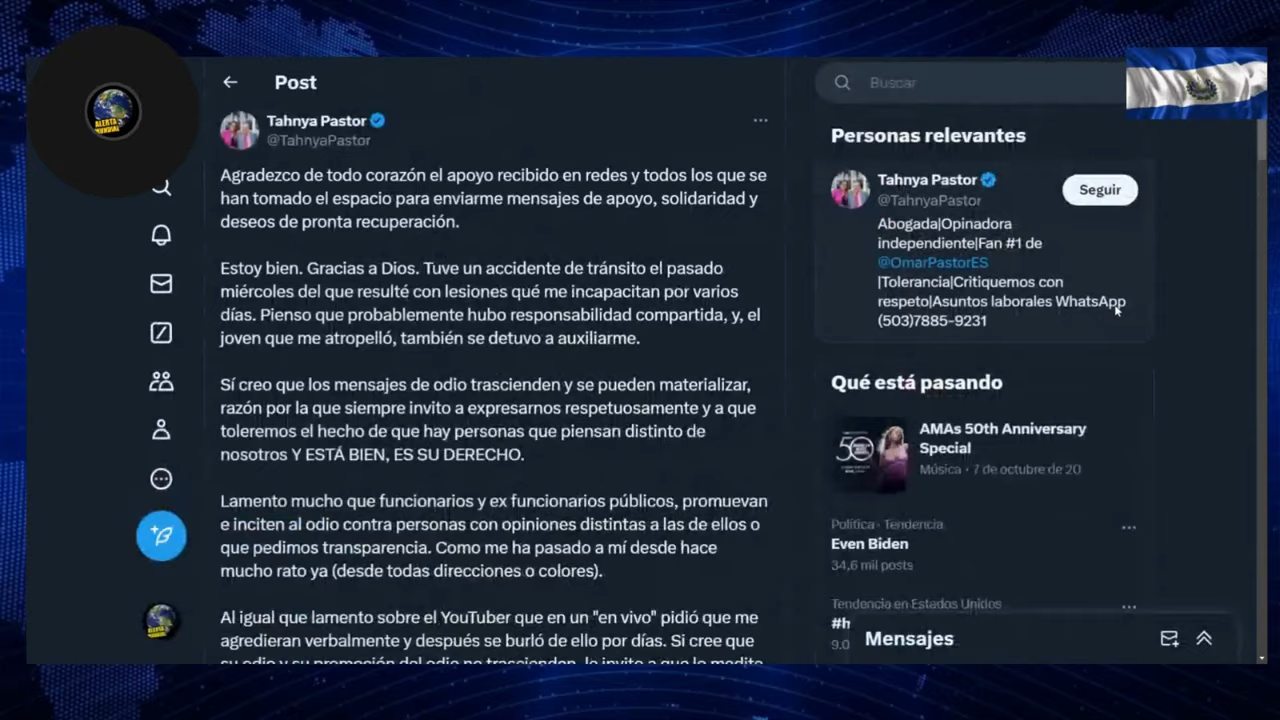 ALERTA
MUNDIAL
Post
Tahnya Pastor
@TahnyaPastor
Agradezco de todo corazón el apoyo recibido en redes y todos los que se
han tomado el espacio para enviarme mensajes de apoyo, solidaridad y
deseos de pronta recuperación.
Estoy bien. Gracias a Dios. Tuve un accidente de tránsito el pasado
miércoles del que resulté con lesiones qué me incapacitan por varios
días. Pienso que probablemente hubo responsabilidad compartida, y, el
joven que me atropelló, también se detuvo a auxiliarme.
Sí creo que los mensajes de odio trascienden y se pueden materializar,
razón por la que siempre invito a expresarnos respetuosamente y a que
toleremos el hecho de que hay personas que piensan distinto de
nosotros Y ESTÁ BIEN, ES SU DERECHO.
Lamento mucho que funcionarios y ex funcionarios públicos, promuevan
e inciten al odio contra personas con opiniones distintas a las de ellos o
que pedimos transparencia. Como me ha pasado a mí desde hace
mucho rato ya (desde todas direcciones o colores).
Al igual que lamento sobre el YouTuber que en un "en vivo" pidió que me
agredieran verbalmente y después se burló de ello por días. Si cree que
su odio y su promoción del odio no trascienden, le invito a que lo medite
Buscar
Personas relevantes
Tahnya Pastor
@TahnyaPastor
Seguir
Abogada|Opinadora
independiente|Fan #1 de
@OmarPastorES
|Tolerancia|Critiquemos con
respeto|Asuntos laborales WhatsApp
(503)7885-9231
Qué está pasando
50
AMAs 50th Anniversary
Special
Música · 7 de octubre de 20
Política · Tendencia
Even Biden
34,6 mil posts
Tendencia en Estados Unidos
#h
9.0
Mensajes